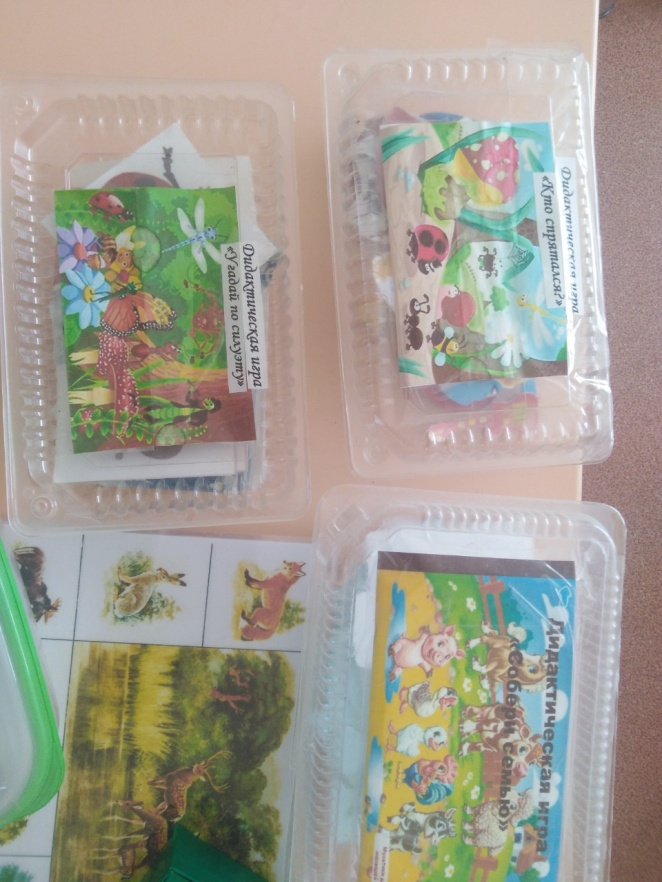 Дидактическая игра
«Угадай по силуэту»
Дидактическая игра
«Кто спрятался?»
Дидактическая игра
«Собери семью»